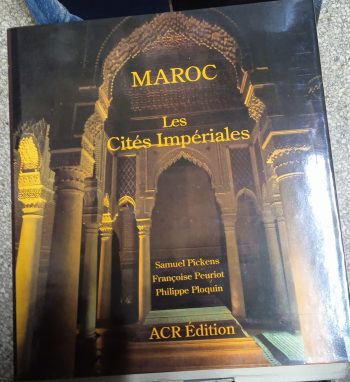 MAROC
Les
Cités Impériales
Samuel Pickens
Françoise Peuriot
Philippe Ploquin
ACR Édition